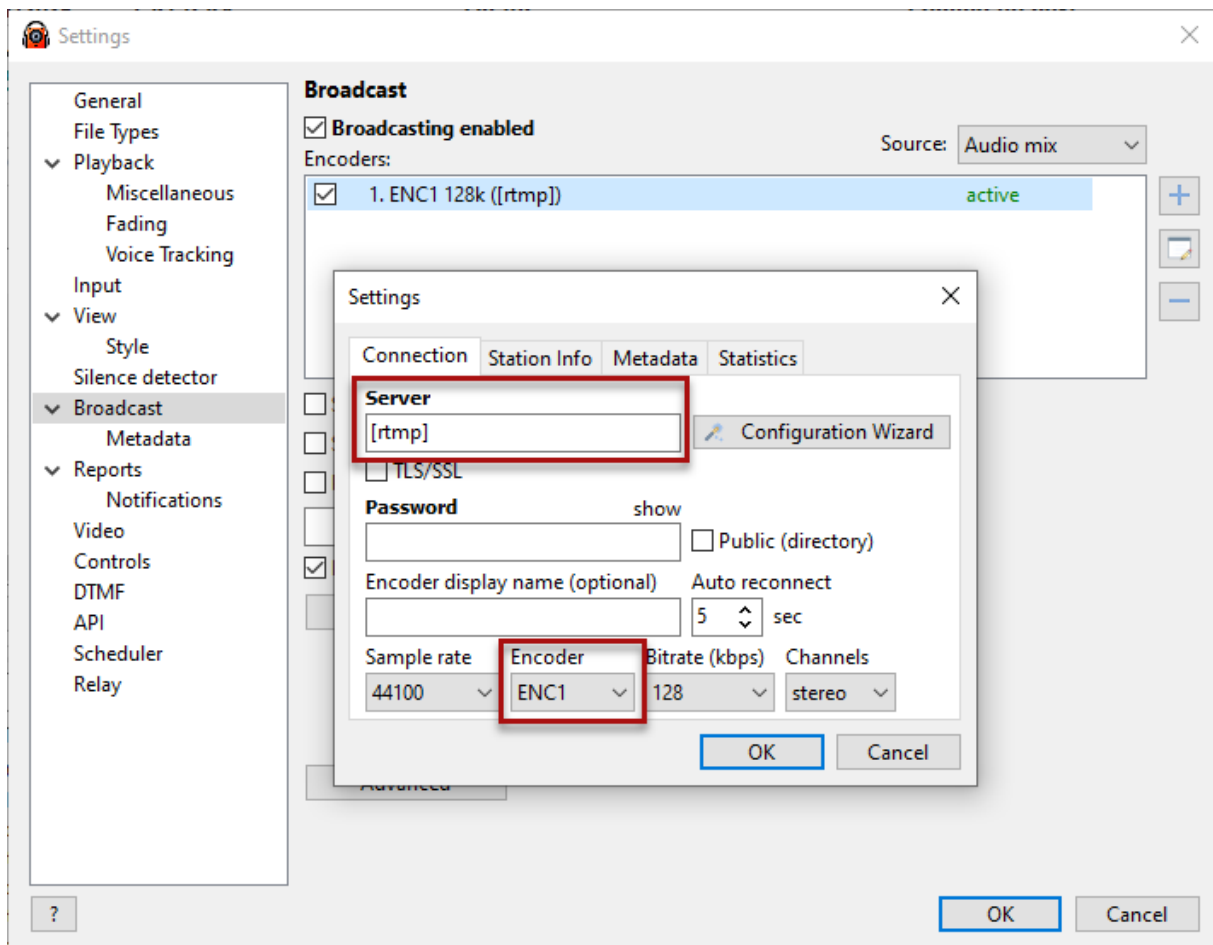 Settings
General
File Types
Playback
Miscellaneous
Fading
Voice Tracking
Input
View
Style
Silence detector
Broadcast
Metadata
Reports
Notifications
Video
Controls
DTMF
API
Scheduler
Relay
Broadcast
Broadcasting enabled
Source: Audio mix
Encoders:
1. ENC1 128k ([rtmp]) active
Settings
Connection Station Info Metadata Statistics
Server
[rtmp] Configuration Wizard
TLS/SSL
Password show
Public (directory)
Encoder display name (optional) Auto reconnect
5 sec
Sample rate Encoder Bitrate (kbps) Channels
44100 ENC1 128 stereo
OK Cancel
Advanced
? OK Cancel